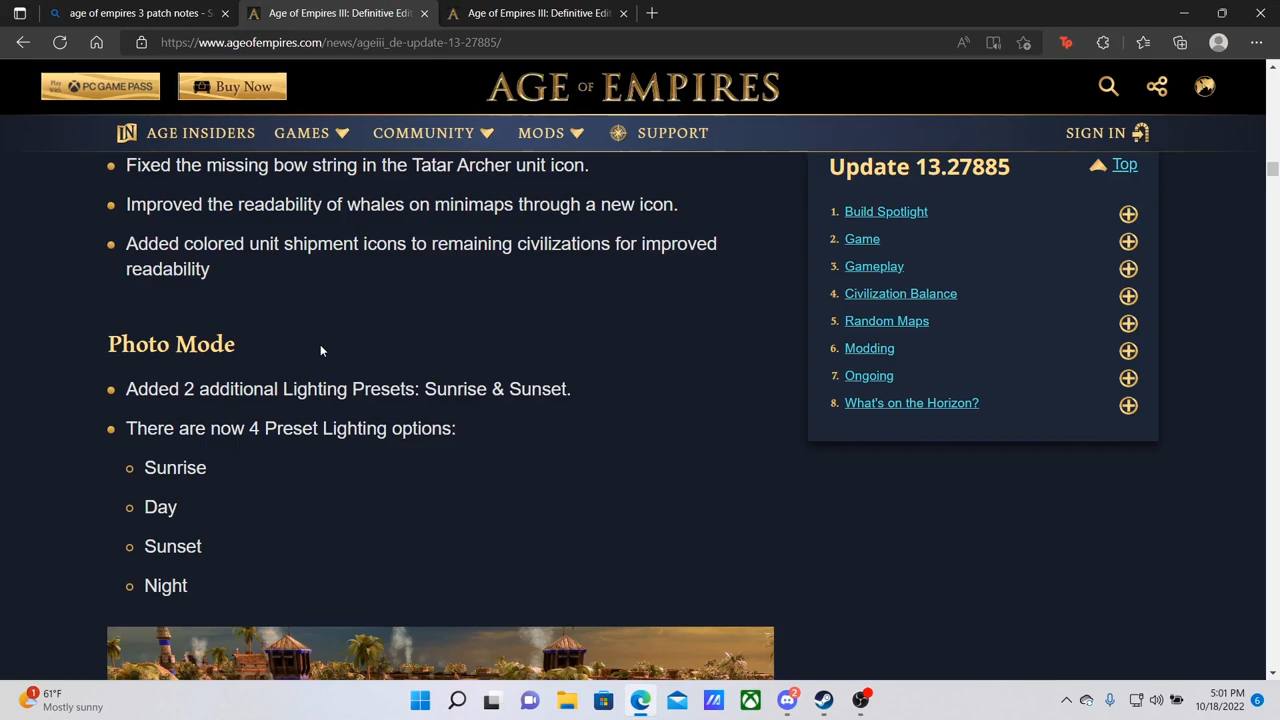 age of empires 3 patch notes - S
Age of Empires III: Definitive Edit
Age of Empires III: Definitive Edit
https://www.ageofempires.com/news/ageiii_de-update-13-27885/
PC GAME PASS
Buy Now
AGE OF EMPIRES
AGE INSIDERS
GAMES
COMMUNITY
MODS
SUPPORT
SIGN IN
Fixed the missing bow string in the Tatar Archer unit icon.
Improved the readability of whales on minimaps through a new icon.
Added colored unit shipment icons to remaining civilizations for improved
readability
Photo Mode
Added 2 additional Lighting Presets: Sunrise & Sunset.
There are now 4 Preset Lighting options:
Sunrise
Day
Sunset
Night
Update 13.27885
Top
1. Build Spotlight
2. Game
3. Gameplay
4. Civilization Balance
5. Random Maps
6. Modding
7. Ongoing
8. What's on the Horizon?
1
61°F
Mostly sunny
2
5:01 PM
10/18/2022
6